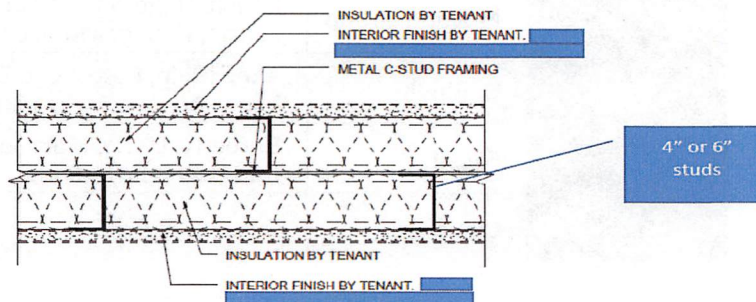 INSULATION BY TENANT
INTERIOR FINISH BY TENANT.
METAL C-STUD FRAMING
4" or 6"
studs
INSULATION BY TENANT
INTERIOR FINISH BY TENANT.